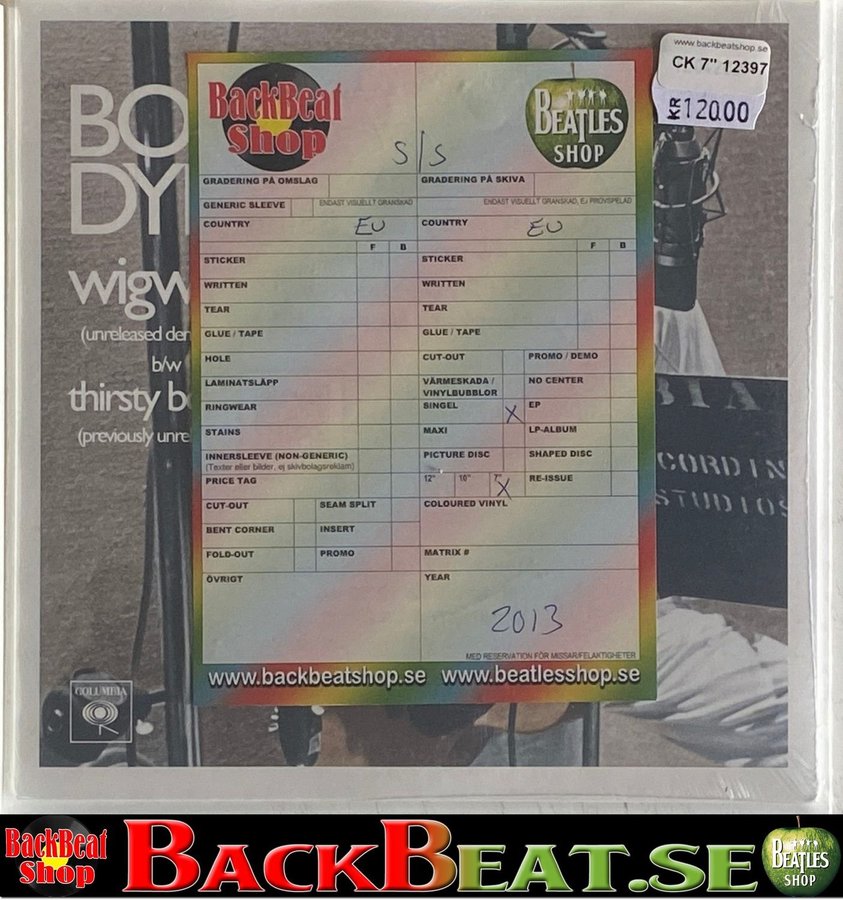 www.backbeatshop.se
CK 7" 12397
KR 120.00
BO
DY
wigw
(unreleased de
b/w
thirsty b
(previously unre
COLUMBIA
BIA
CORDIN
STUDIOS
BackBeat
Shop
BEATLES
SHOP
S/S
GRADERING PÅ OMSLAG
GENERIC SLEEVE
ENDAST VISUELLT GRANSKAD
COUNTRY EU
F B
STICKER
WRITTEN
TEAR
GLUE / TAPE
HOLE
LAMINATSLÄPP
RINGWEAR
STAINS
INNERSLEEVE (NON-GENERIC)
(Texter eller bilder, ej skivbolagsreklam)
PRICE TAG
CUT-OUT SEAM SPLIT
BENT CORNER INSERT
FOLD-OUT PROMO
ÖVRIGT
GRADERING PÅ SKIVA
ENDAST VISUELLT GRANSKAD, EJ PROVSPELAD
COUNTRY EU
F B
STICKER
WRITTEN
TEAR
GLUE / TAPE
CUT-OUT PROMO / DEMO
VÄRMESKADA / NO CENTER
VINYLBUBBLOR
SINGEL X EP
MAXI LP-ALBUM
PICTURE DISC SHAPED DISC
12" 10" 7" X RE-ISSUE
COLOURED VINYL
MATRIX #
YEAR
2013
MED RESERVATION FÖR MISSAR/FELAKTIGHETER
www.backbeatshop.se www.beatlesshop.se
BackBeat
Shop
BACKBEAT.SE
BEATLES
SHOP